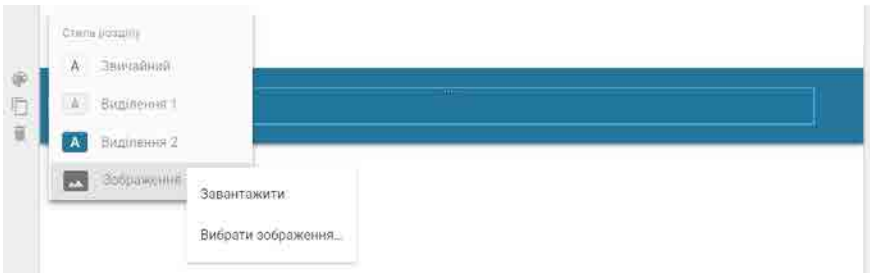 Стиль розділу
A Звичайний
A Виділення 1
A Виділення 2
Зображення
Завантажити
Вибрати зображення...